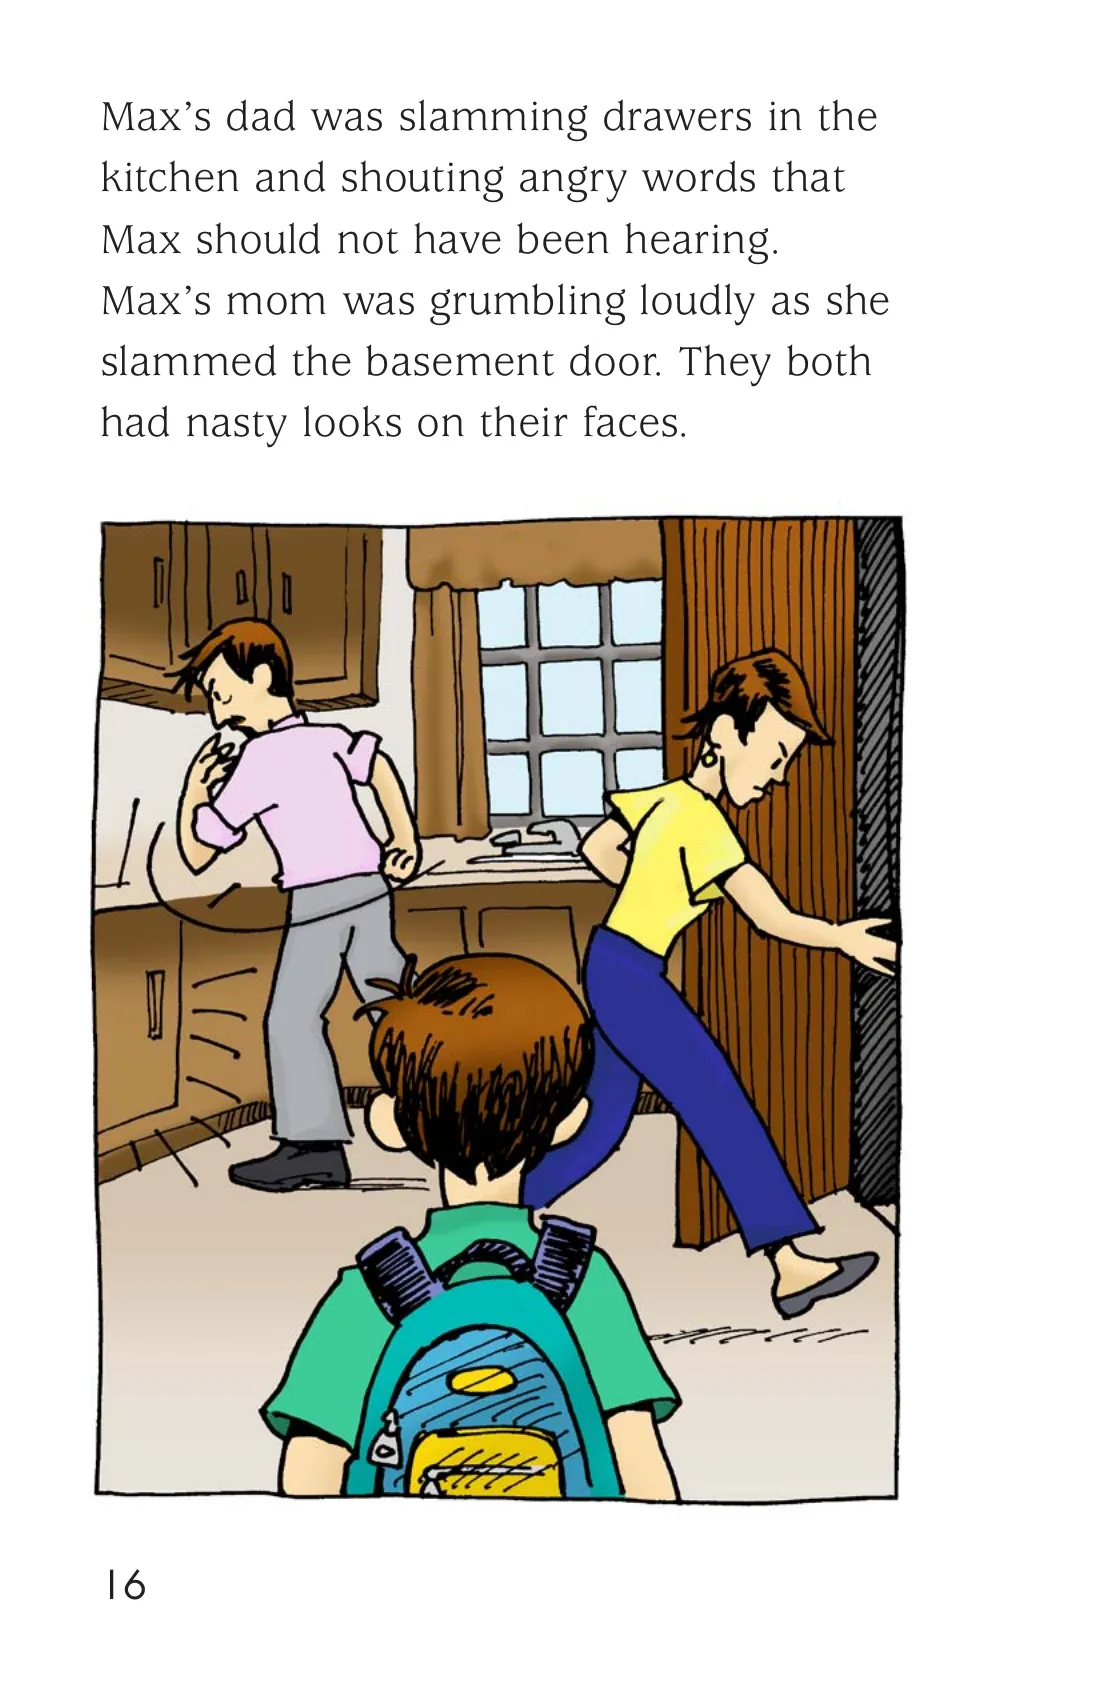 Max’s dad was slamming drawers in the
kitchen and shouting angry words that
Max should not have been hearing.
Max’s mom was grumbling loudly as she
slammed the basement door. They both
had nasty looks on their faces.
16